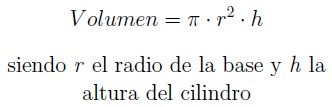 Volumen = π · r² · h
siendo r el radio de la base y h la
altura del cilindro